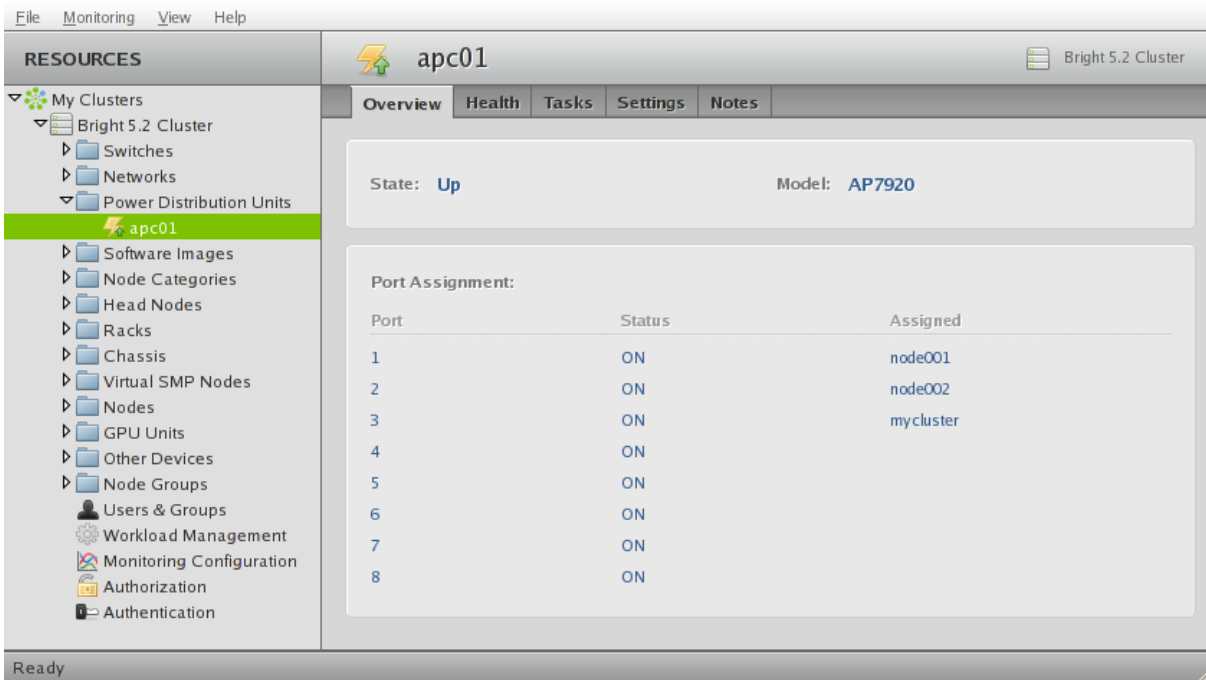 File Monitoring View Help
RESOURCES
My Clusters
Bright 5.2 Cluster
Switches
Networks
Power Distribution Units
apc01
Software Images
Node Categories
Head Nodes
Racks
Chassis
Virtual SMP Nodes
Nodes
GPU Units
Other Devices
Node Groups
Users & Groups
Workload Management
Monitoring Configuration
Authorization
Authentication
apc01 Bright 5.2 Cluster
Overview Health Tasks Settings Notes
State: Up Model: AP7920
Port Assignment:
Port Status Assigned
1 ON node001
2 ON node002
3 ON mycluster
4 ON
5 ON
6 ON
7 ON
8 ON
Ready